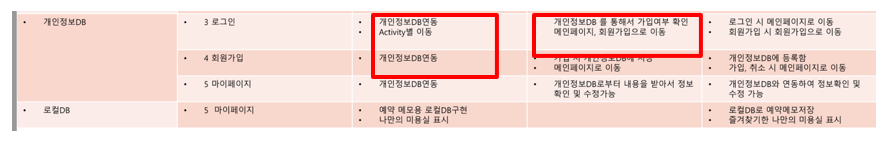 • 개인정보DB
• 3 로그인
• 개인정보DB연동
• Activity별 이동
• 개인정보DB 를 통해서 가입여부 확인
메인페이지, 회원가입으로 이동
• 로그인 시 메인페이지로 이동
• 회원가입 시 회원가입으로 이동
• 4 회원가입
• 개인정보DB연동
• 가입 시 개인정보DB에 저장
• 메인페이지로 이동
• 개인정보DB에 등록함
• 가입, 취소 시 메인페이지로 이동
• 5 마이페이지
• 개인정보DB연동
• 개인정보DB로부터 내용을 받아서 정보
확인 및 수정가능
• 개인정보DB와 연동하여 정보확인 및
수정 가능
• 로컬DB
• 5 마이페이지
• 예약 메모용 로컬DB구현
• 나만의 미용실 표시
• 로컬DB로 예약메모저장
• 즐겨찾기한 나만의 미용실 표시